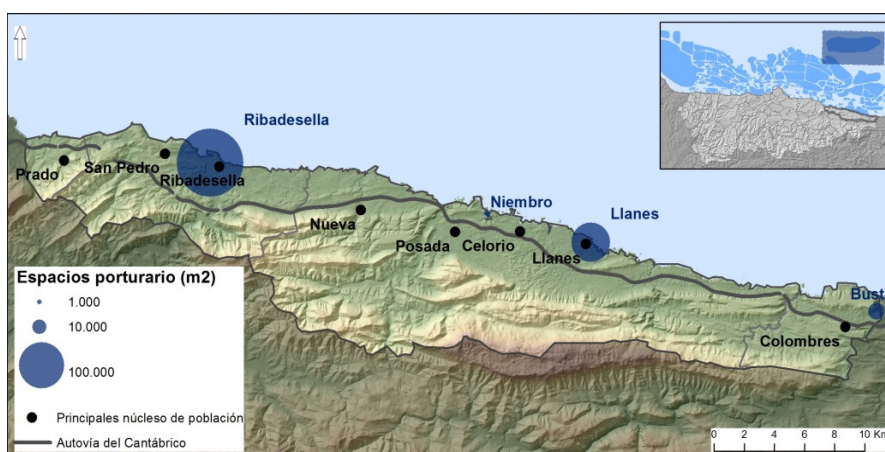 Ribadesella
San Pedro
Prado
Ribadesella
Niembro
Llanes
Nueva
Posada
Celorio
Llanes
Bust
Colombres
Espacios porturario (m2)
1.000
10.000
100.000
Principales núcleso de población
Autovía del Cantábrico
0 2 4 6 8 10 Km